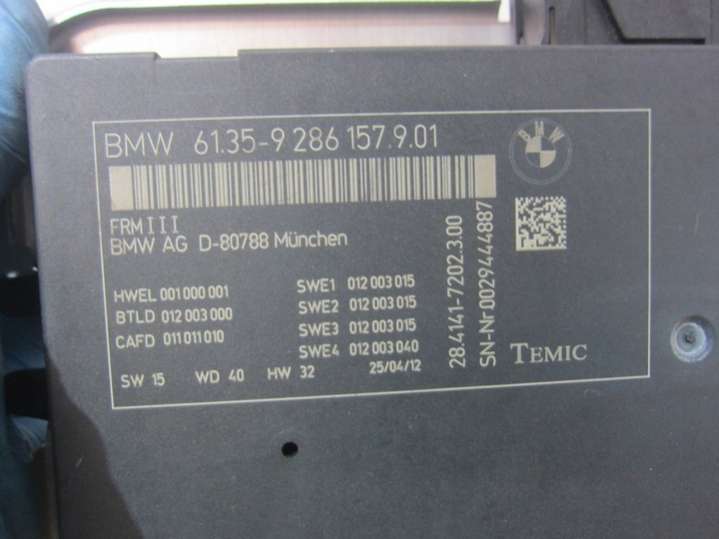 BMW 61.35-9 286 157.9.01
BMW
FRMIII
BMW AG D-80788 München
HWEL 001 000 001
BTLD 012 003 000
CAFD 011 011 010
SWE1 012 003 015
SWE2 012 003 015
SWE3 012 003 015
SWE4 012 003 040
SW 15 WD 40 HW 32 25/04/12
28.4141-7202.3.00
SN-Nr 0029444887
TEMIC